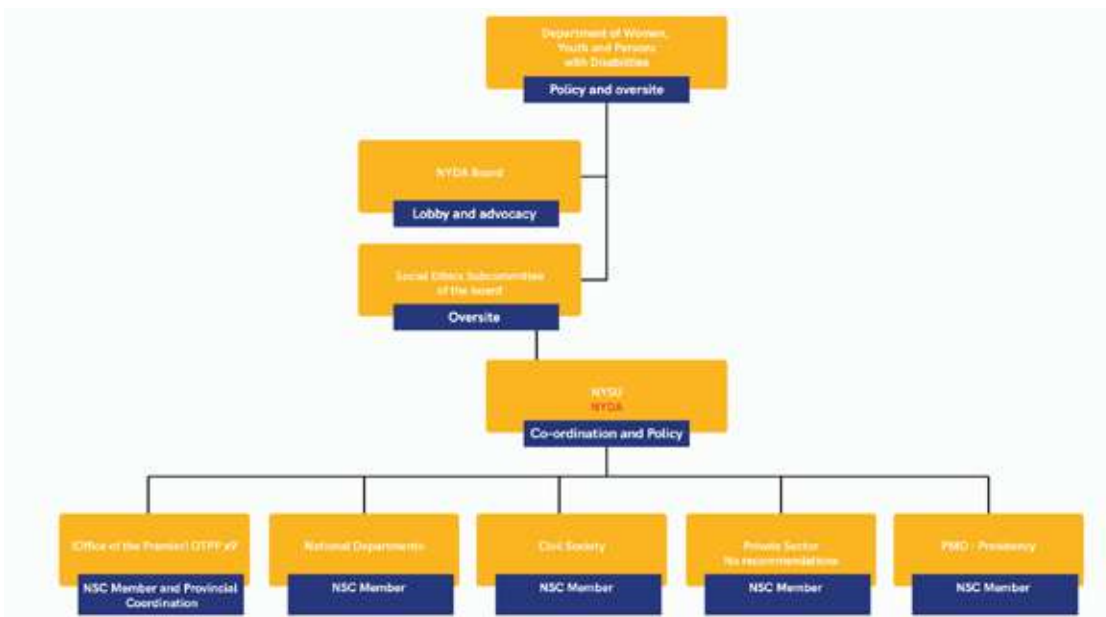 Department of Women,
Youth and Persons
with Disabilities
Policy and oversite
NYDA Board
Lobby and advocacy
Social Ethics Subcommittee
of the board
Oversite
NYSU
NYDA
Co-ordination and Policy
(Office of the Premier) OTPP x9
NSC Member and Provincial
Coordination
National Departments
NSC Member
Civil Society
NSC Member
Private Sector
No recommendations
NSC Member
PMO - Presidency
NSC Member